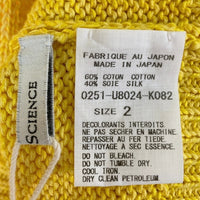 SCIENCE
FABRIQUE AU JAPON
MADE IN JAPAN
60% COTON COTTON
40% SOIE SILK
0251-U8024-K082
SIZE 2
DECOLORANTS INTERDITS
NE PAS SECHER EN MACHINE.
REPASSER A FER TIEDE
NETTOYAGE A SEC A L'ESSENCE
DO NOT BLEACH.
DO NOT TUMBLE DRY.
COOL IRON.
DRY CLEAN PETROLEUM